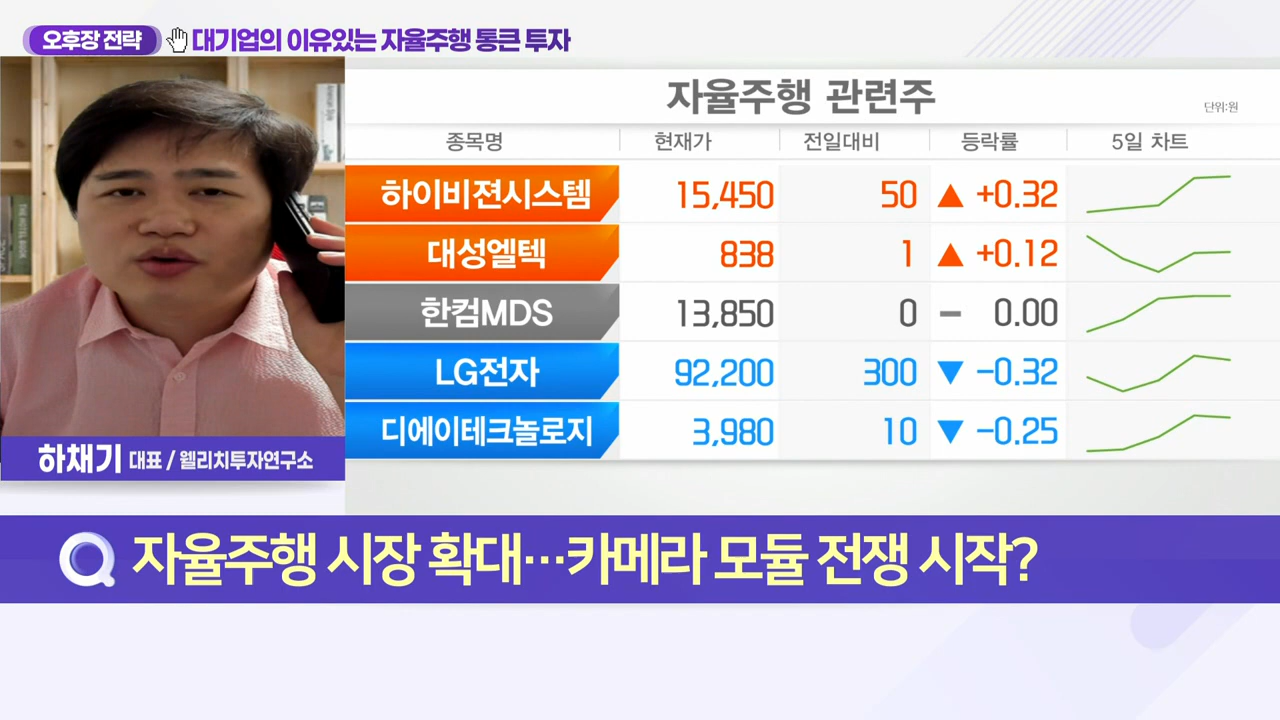 오후장 전략 대기업의 이유있는 자율주행 통큰 투자
자율주행 관련주
단위:원
종목명 현재가 전일대비 등락률 5일 차트
하이비젼시스템 15,450 50 ▲ +0.32
대성엘텍 838 1 ▲ +0.12
한컴MDS 13,850 0 − 0.00
LG전자 92,200 300 ▼ −0.32
디에이테크놀로지 3,980 10 ▼ −0.25
하채기 대표 / 웰리치투자연구소
자율주행 시장 확대…카메라 모듈 전쟁 시작?